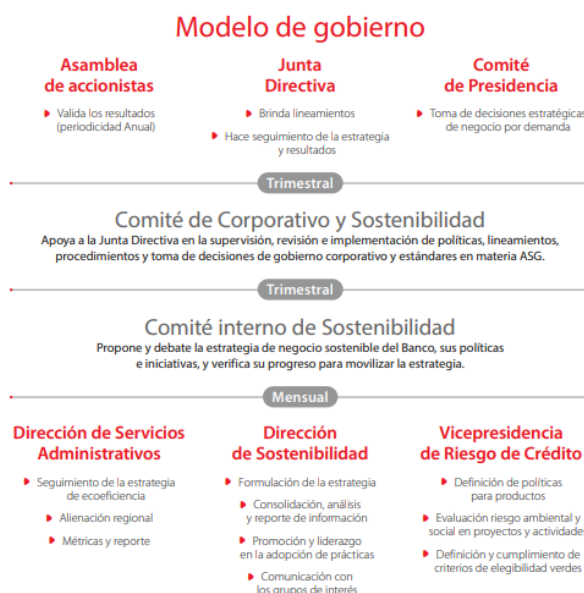 Modelo de gobierno
Asamblea
de accionistas
Valida los resultados
(periodicidad Anual)
Junta
Directiva
Brinda lineamientos
Hace seguimiento de la estrategia
y resultados
Comité
de Presidencia
Toma de decisiones estratégicas
de negocio por demanda
Trimestral
Comité de Corporativo y Sostenibilidad
Apoya a la Junta Directiva en la supervisión, revisión e implementación de políticas, lineamientos,
procedimientos y toma de decisiones de gobierno corporativo y estándares en materia ASG.
Trimestral
Comité interno de Sostenibilidad
Propone y debate la estrategia de negocio sostenible del Banco, sus políticas
e iniciativas, y verifica su progreso para movilizar la estrategia.
Mensual
Dirección de Servicios
Administrativos
Seguimiento de la estrategia
de ecoeficiencia
Alienación regional
Métricas y reporte
Dirección
de Sostenibilidad
Formulación de la estrategia
Consolidación, análisis
y reporte de información
Promoción y liderazgo
en la adopción de prácticas
Comunicación con
los grupos de interés
Vicepresidencia
de Riesgo de Crédito
Definición de políticas
para productos
Evaluación riesgo ambiental y
social en proyectos y actividades
Definición y cumplimiento de
criterios de elegibilidad verdes